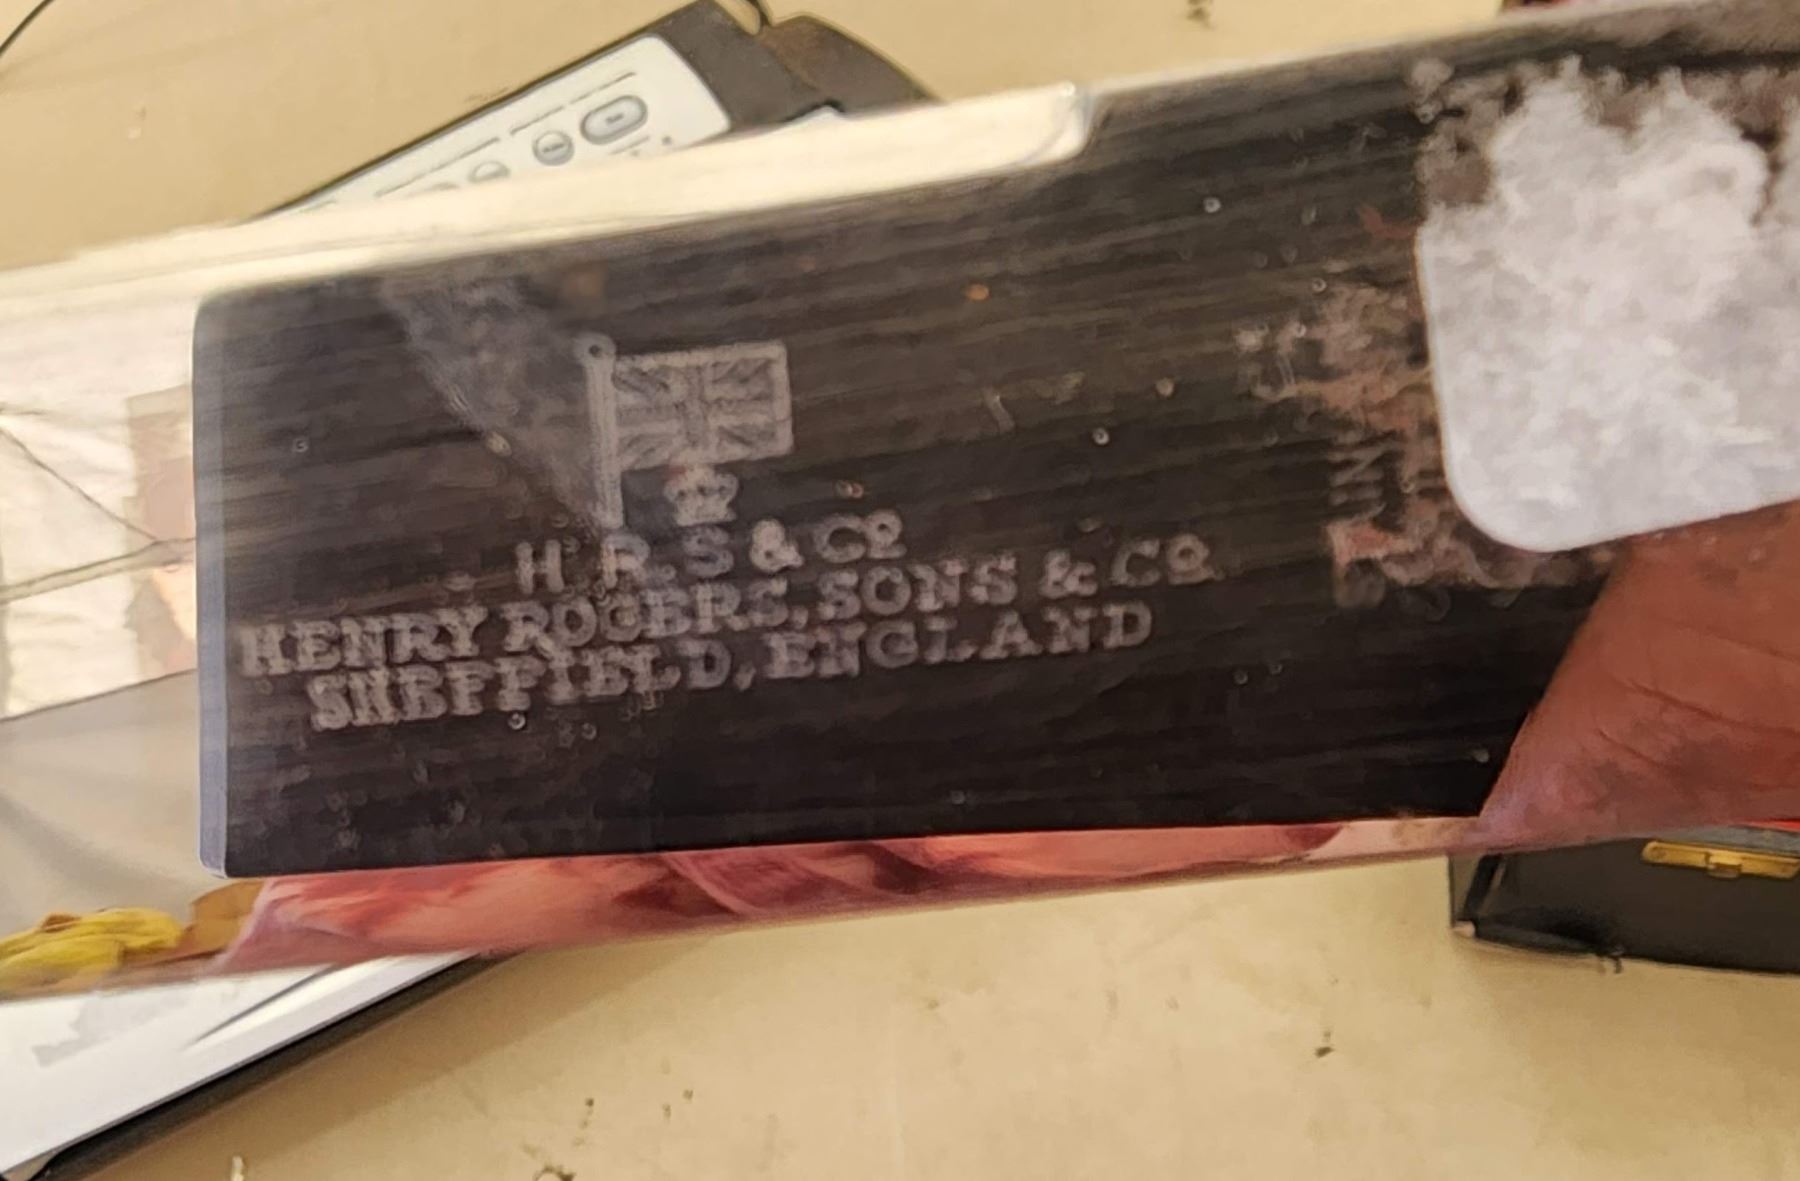 H.R.S & Cº
HENRY ROGERS, SONS & Cº
SHEFFIELD, ENGLAND